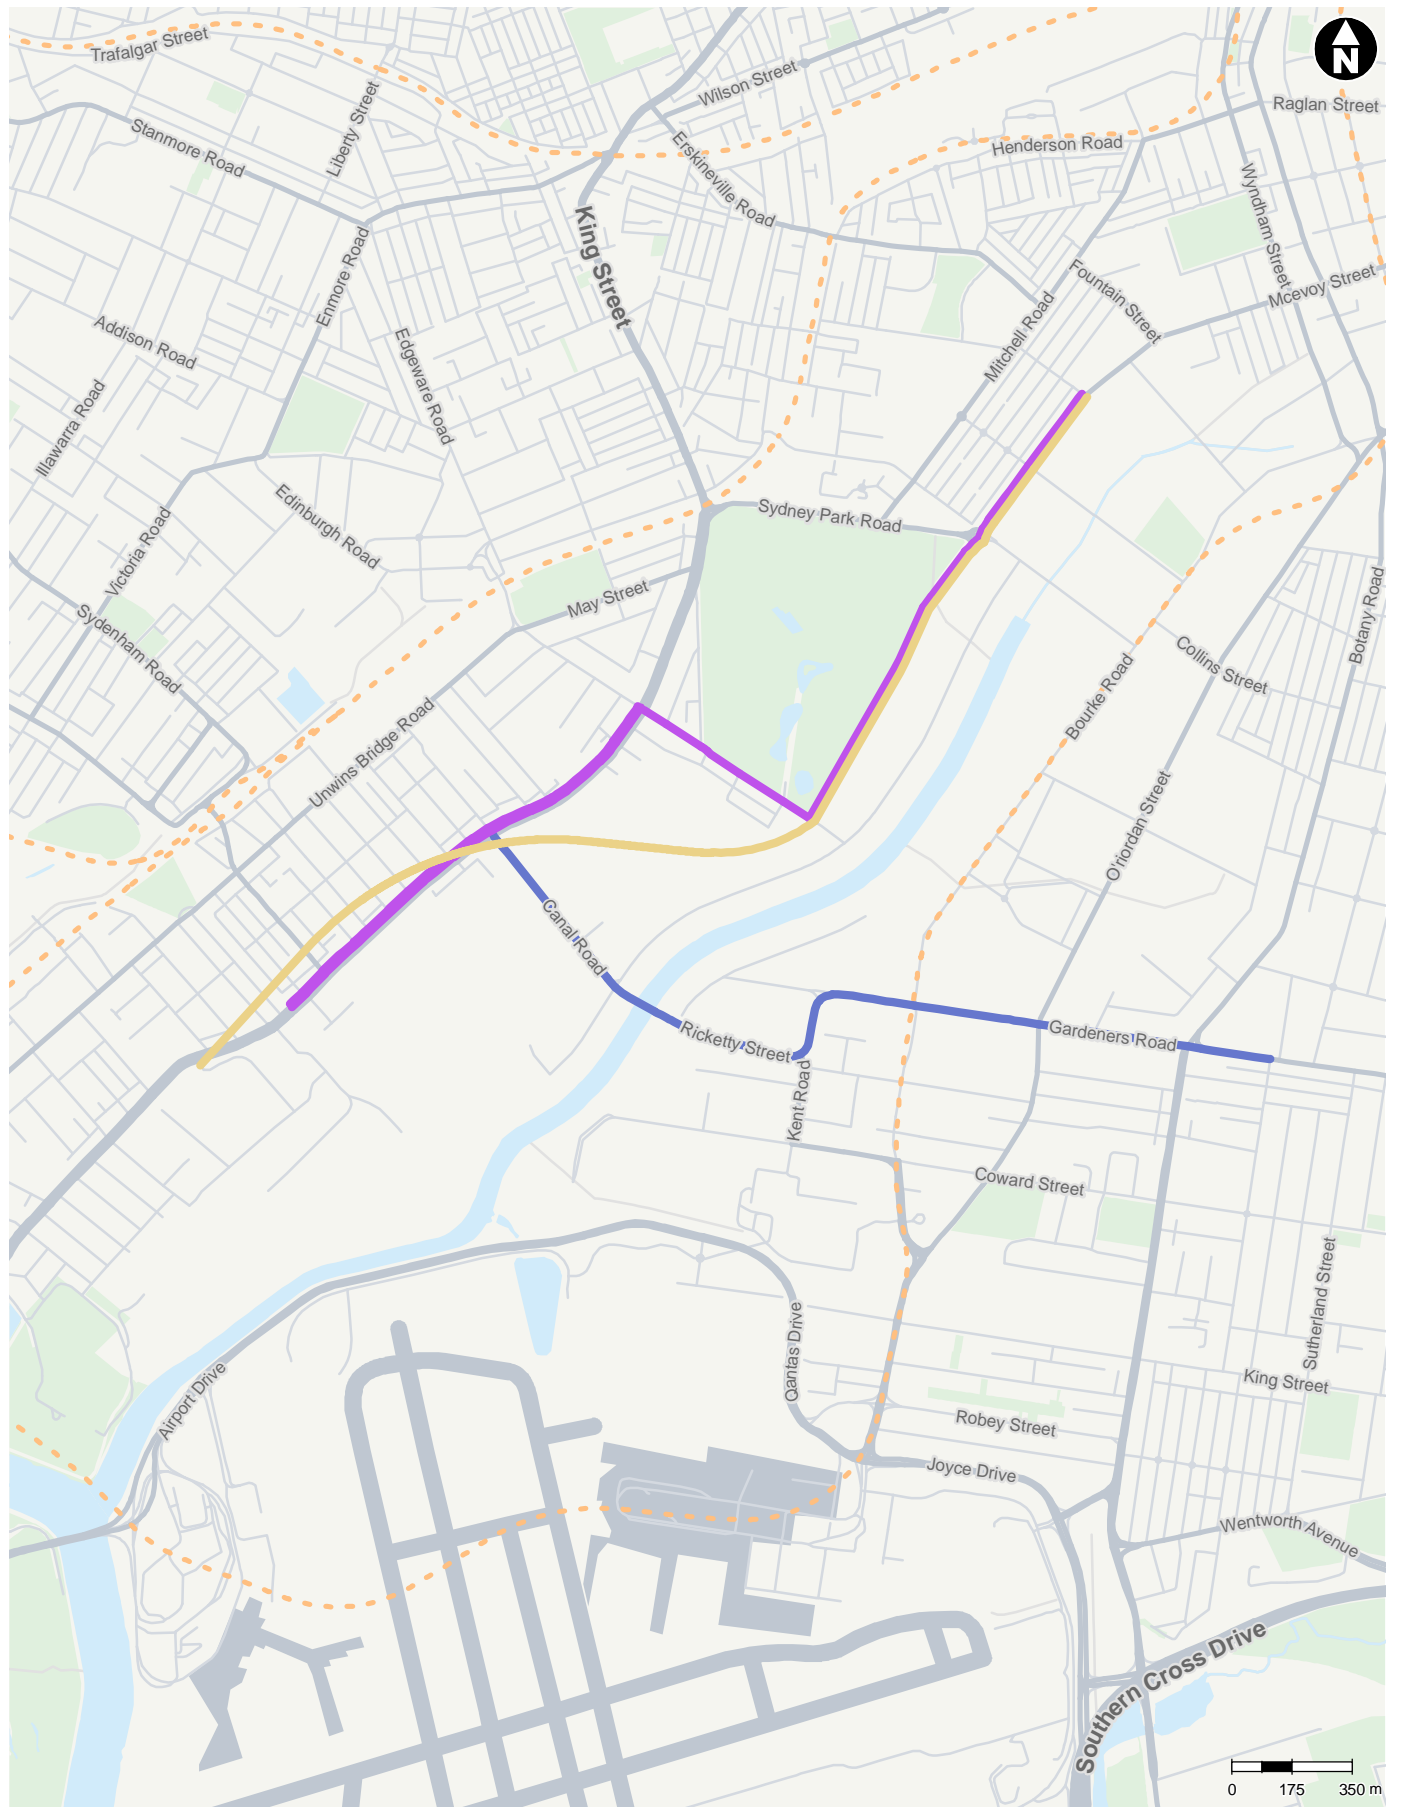 Trafalgar Street
Wilson Street
N
Raglan Street
Liberty Street
Stanmore Road
Erskineville Road
Henderson Road
Wyndham Street
King Street
Enmore Road
Fountain Street
Mcevoy Street
Addison Road
Edgeware Road
Mitchell Road
Illawarra Road
Edinburgh Road
Sydney Park Road
Victoria Road
May Street
Botany Road
Sydenham Road
Collins Street
Bourke Road
Unwins Bridge Road
O'riordan Street
Canal Road
Ricketty Street
Gardeners Road
Kent Road
Coward Street
Sutherland Street
Qantas Drive
Airport Drive
King Street
Robey Street
Joyce Drive
Wentworth Avenue
Southern Cross Drive
0 175 350 m